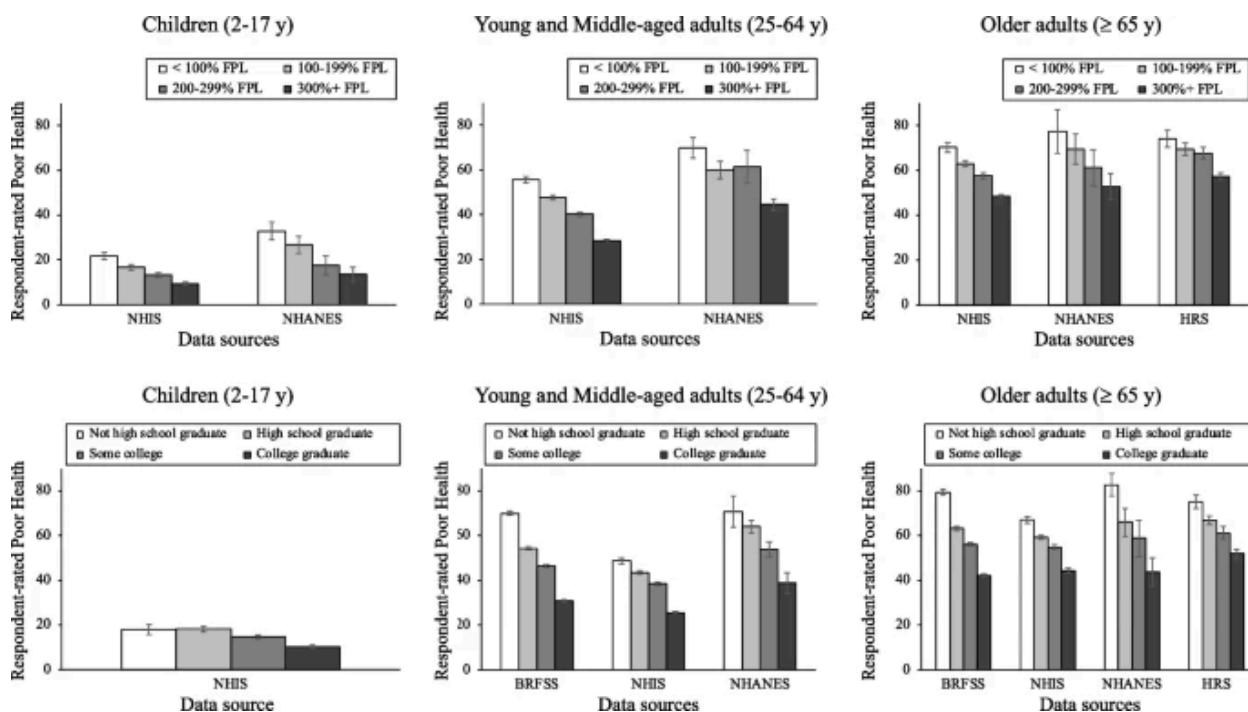 Children (2-17 y)
< 100% FPL 100-199% FPL
200-299% FPL 300%+ FPL
Respondent-rated Poor Health
80
60
40
20
0
NHIS NHANES
Data sources
Young and Middle-aged adults (25-64 y)
< 100% FPL 100-199% FPL
200-299% FPL 300%+ FPL
Respondent-rated Poor Health
80
60
40
20
0
NHIS NHANES
Data sources
Older adults (≥ 65 y)
< 100% FPL 100-199% FPL
200-299% FPL 300%+ FPL
Respondent-rated Poor Health
80
60
40
20
0
NHIS NHANES HRS
Data sources
Children (2-17 y)
Not high school graduate High school graduate
Some college College graduate
Respondent-rated Poor Health
80
60
40
20
0
NHIS
Data source
Young and Middle-aged adults (25-64 y)
Not high school graduate High school graduate
Some college College graduate
Respondent-rated Poor Health
80
60
40
20
0
BRFSS NHIS NHANES
Data sources
Older adults (≥ 65 y)
Not high school graduate High school graduate
Some college College graduate
Respondent-rated Poor Health
80
60
40
20
0
BRFSS NHIS NHANES HRS
Data sources